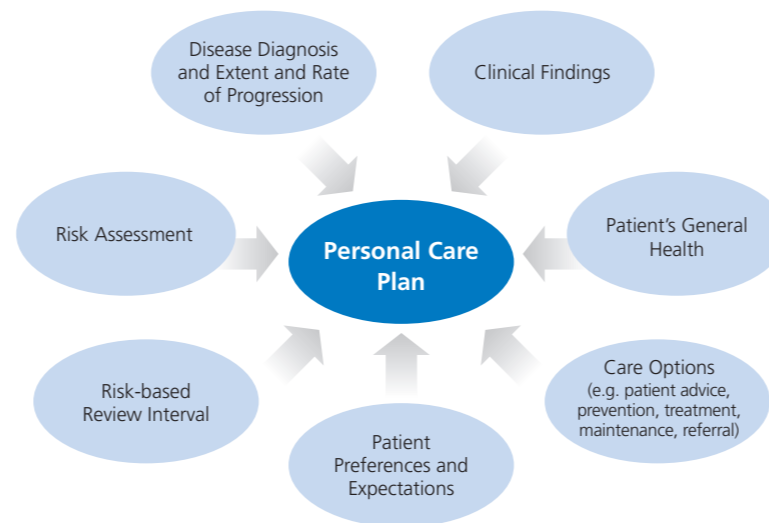 Disease Diagnosis
and Extent and Rate
of Progression
Clinical Findings
Risk Assessment
Personal Care
Plan
Patient’s General
Health
Risk-based
Review Interval
Patient
Preferences and
Expectations
Care Options
(e.g. patient advice,
prevention, treatment,
maintenance, referral)